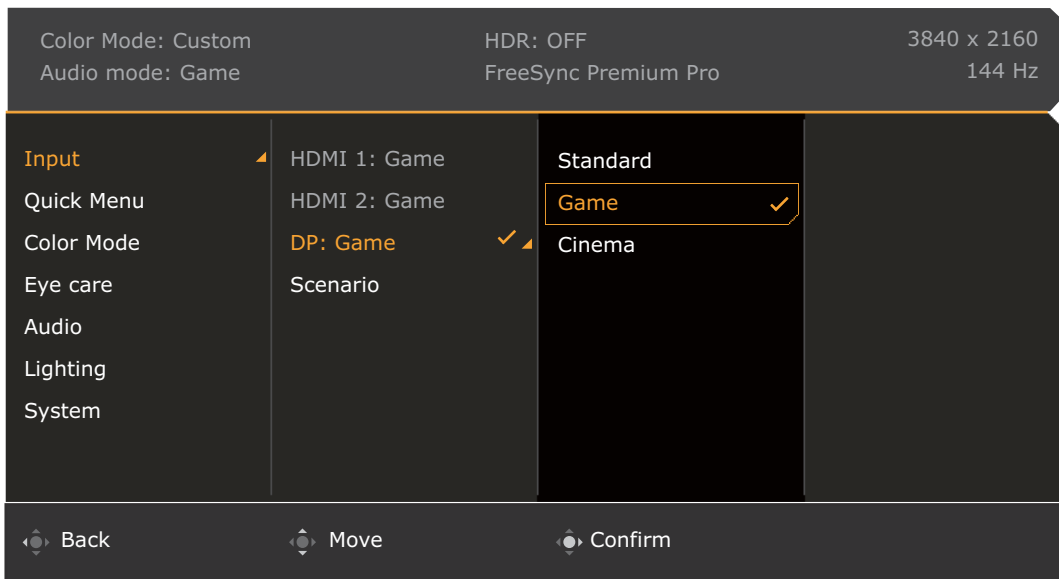 Color Mode: Custom
HDR: OFF
3840 x 2160
Audio mode: Game
FreeSync Premium Pro
144 Hz
Input
Quick Menu
Color Mode
Eye care
Audio
Lighting
System
HDMI 1: Game
HDMI 2: Game
DP: Game
Scenario
Standard
Game
Cinema
Back
Move
Confirm